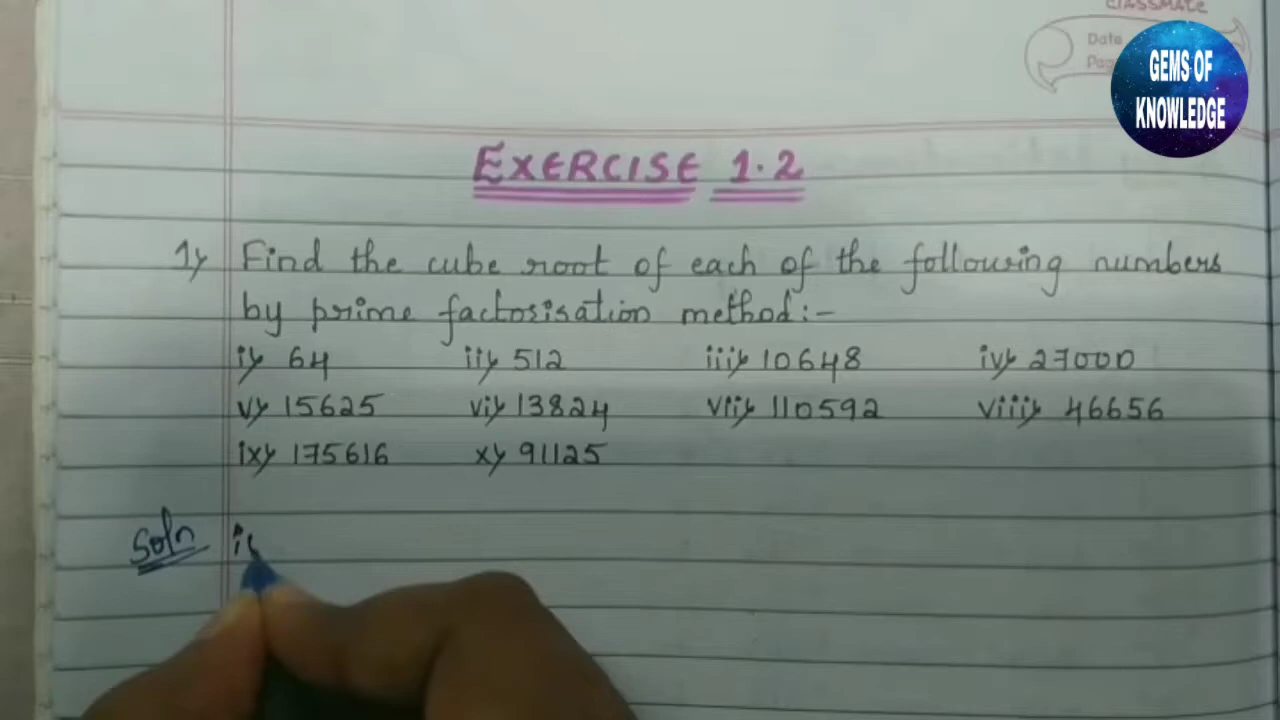 CLASSMATE
Date
GEMS OF
KNOWLEDGE
EXERCISE 1.2
1) Find the cube root of each of the following numbers
by prime factorisation method:-
i) 64 ii) 512 iii) 10648 iv) 27000
v) 15625 vi) 13824 vii) 110592 viii) 46656
ix) 175616 x) 91125
Soln i)